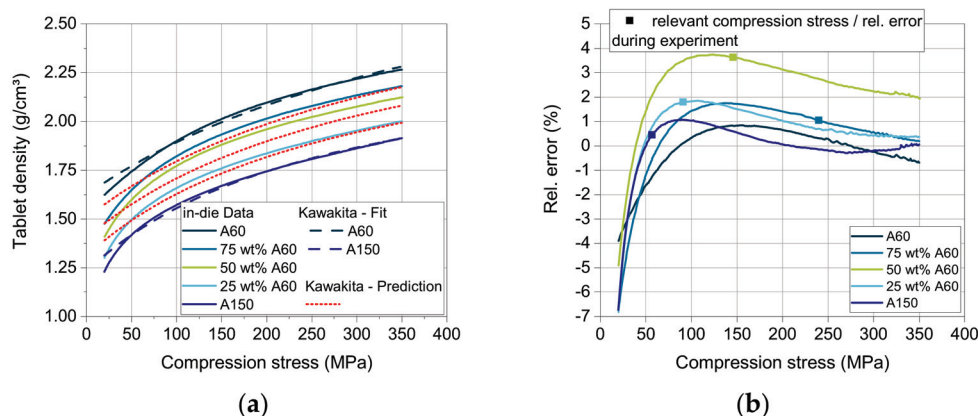 2.50
2.25
2.00
1.75
1.50
1.25
1.00
Tablet density (g/cm³)
0 50 100 150 200 250 300 350 400
Compression stress (MPa)
in-die Data
A60
75 wt% A60
50 wt% A60
25 wt% A60
A150
Kawakita - Fit
A60
A150
Kawakita - Prediction
(a)
relevant compression stress / rel. error
during experiment
5
4
3
2
1
0
-1
-2
-3
-4
-5
-6
-7
Rel. error (%)
0 50 100 150 200 250 300 350 400
Compression stress (MPa)
A60
75 wt% A60
50 wt% A60
25 wt% A60
A150
(b)